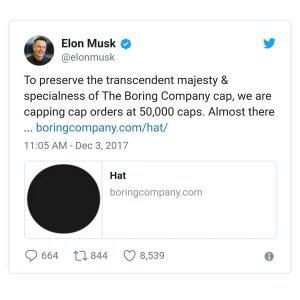 Elon Musk
@elonmusk
To preserve the transcendent majesty &
specialness of The Boring Company cap, we are
capping cap orders at 50,000 caps. Almost there
... boringcompany.com/hat/
11:05 AM - Dec 3, 2017
Hat
boringcompany.com
664 844 8,539